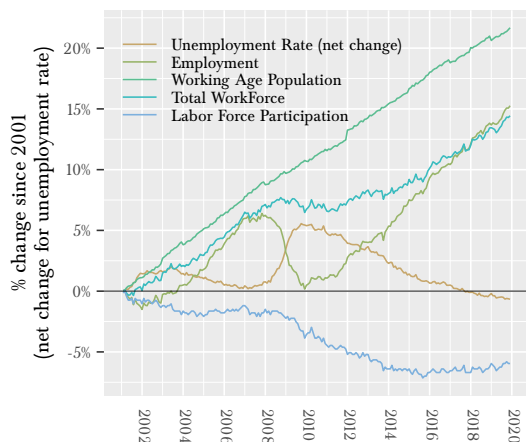 % change since 2001
(net change for unemployment rate)
20%
15%
10%
5%
0%
-5%
Unemployment Rate (net change)
Employment
Working Age Population
Total WorkForce
Labor Force Participation
2002
2004
2006
2008
2010
2012
2014
2016
2018
2020